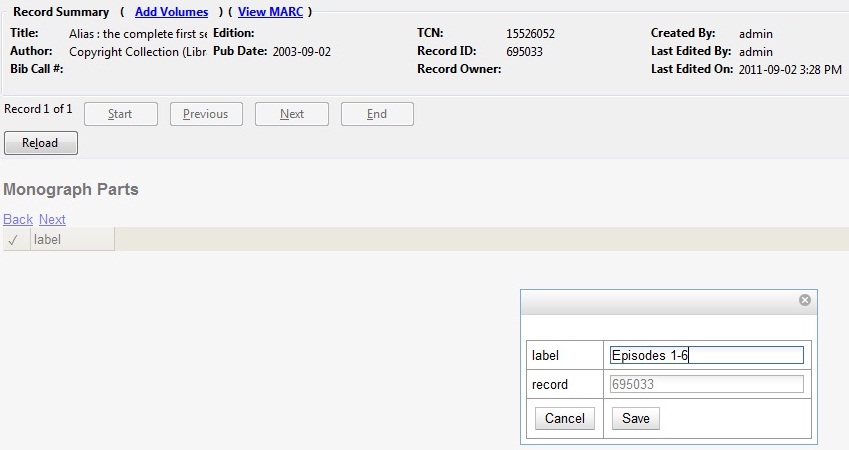 Record Summary ( Add Volumes ) ( View MARC )
Title: Alias : the complete first se Edition: TCN: 15526052 Created By: admin
Author: Copyright Collection (Libra Pub Date: 2003-09-02 Record ID: 695033 Last Edited By: admin
Bib Call #: Record Owner: Last Edited On: 2011-09-02 3:28 PM
Record 1 of 1 Start Previous Next End
Reload
Monograph Parts
Back Next
✓ label
label Episodes 1-6
record 695033
Cancel Save